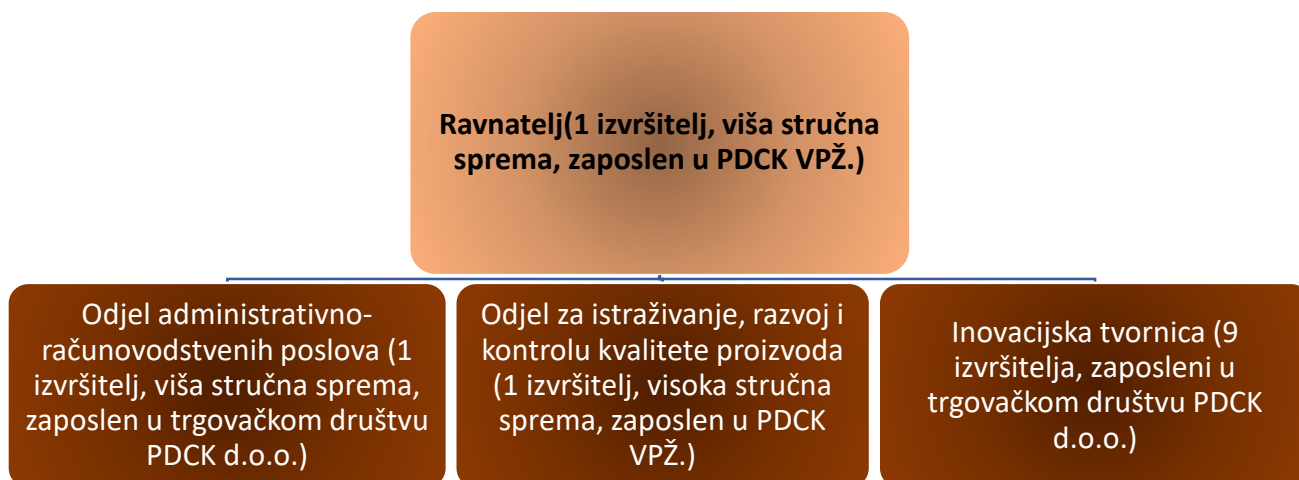 Ravnatelj(1 izvršitelj, viša stručna
sprema, zaposlen u PDCK VPŽ.)
Odjel administrativno-
računovodstvenih poslova (1
izvršitelj, viša stručna sprema,
zaposlen u trgovačkom društvu
PDCK d.o.o.)
Odjel za istraživanje, razvoj i
kontrolu kvalitete proizvoda
(1 izvršitelj, visoka stručna
sprema, zaposlen u PDCK
VPŽ.)
Inovacijska tvornica (9
izvršitelja, zaposleni u
trgovačkom društvu PDCK
d.o.o.)